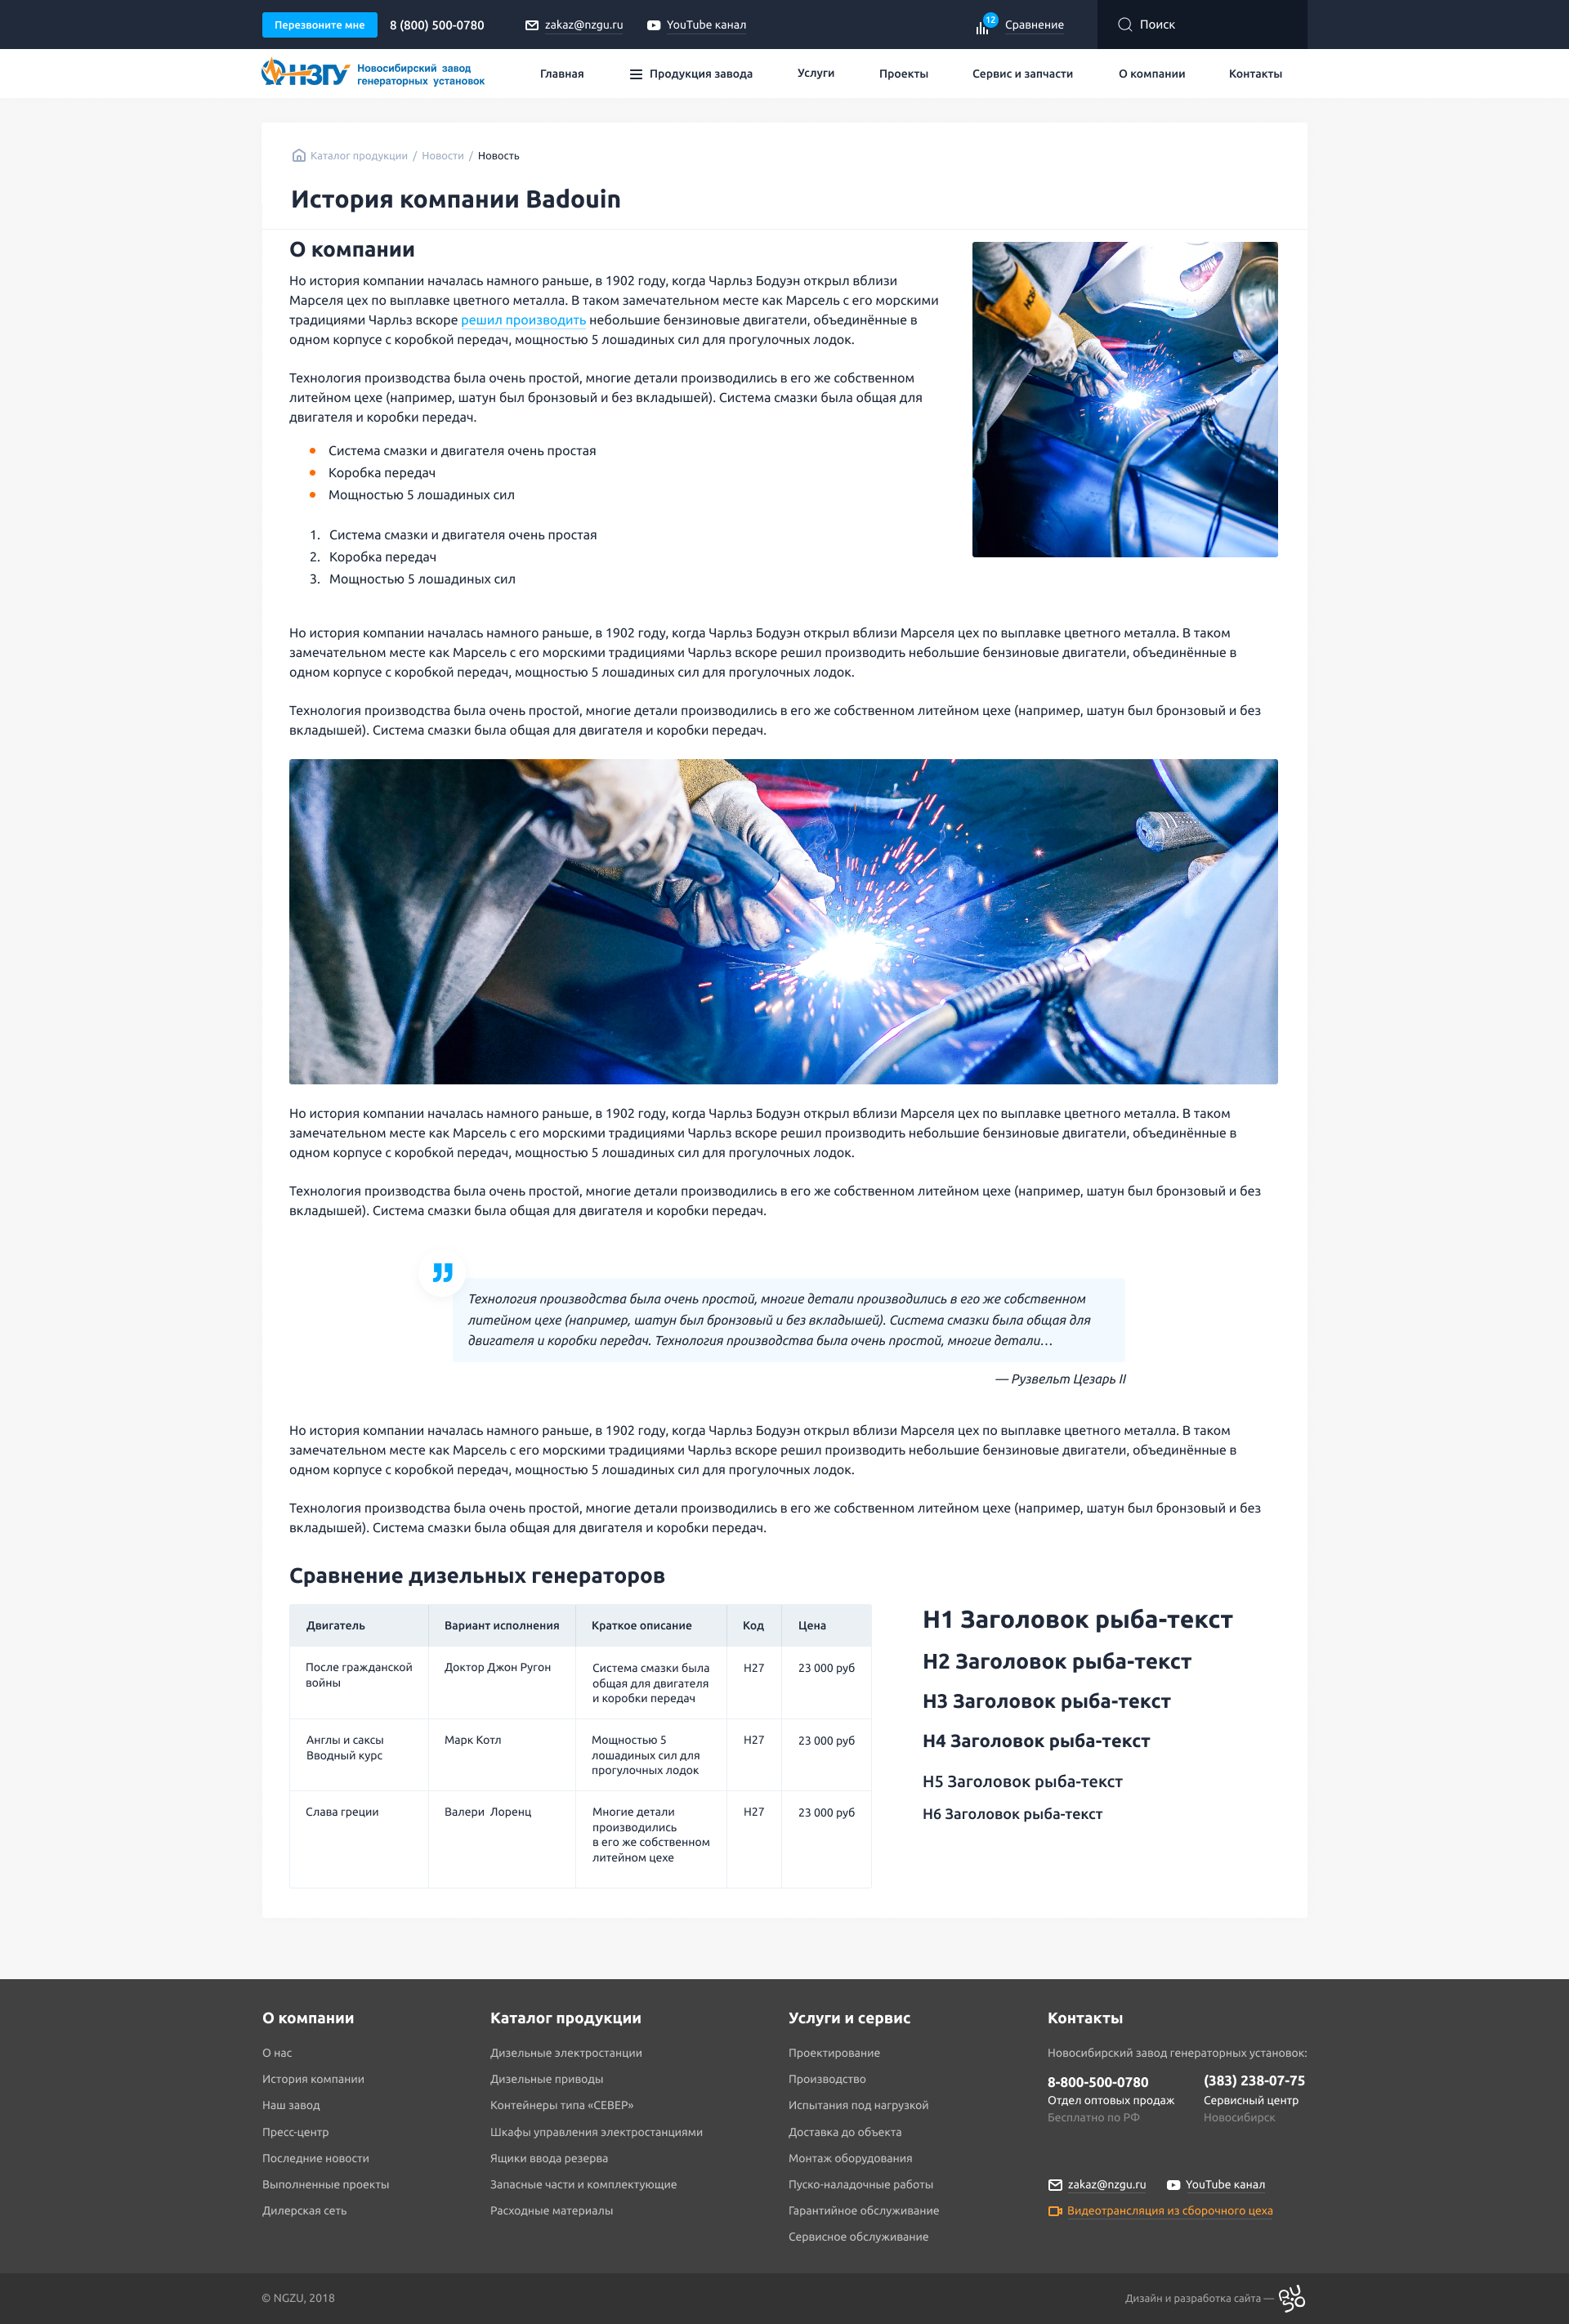 Перезвоните мне 8 (800) 500-0780 zakaz@nzgu.ru YouTube канал 12 Сравнение Поиск
НЗГУ Новосибирский завод
генераторных установок
Главная Продукция завода Услуги Проекты Сервис и запчасти О компании Контакты
Каталог продукции / Новости / Новость
История компании Badouin
О компании
Но история компании началась намного раньше, в 1902 году, когда Чарльз Бодуэн открыл вблизи
Марселя цех по выплавке цветного металла. В таком замечательном месте как Марсель с его морскими
традициями Чарльз вскоре решил производить небольшие бензиновые двигатели, объединённые в
одном корпусе с коробкой передач, мощностью 5 лошадиных сил для прогулочных лодок.
Технология производства была очень простой, многие детали производились в его же собственном
литейном цехе (например, шатун был бронзовый и без вкладышей). Система смазки была общая для
двигателя и коробки передач.
Система смазки и двигателя очень простая
Коробка передач
Мощностью 5 лошадиных сил
1. Система смазки и двигателя очень простая
2. Коробка передач
3. Мощностью 5 лошадиных сил
Но история компании началась намного раньше, в 1902 году, когда Чарльз Бодуэн открыл вблизи Марселя цех по выплавке цветного металла. В таком
замечательном месте как Марсель с его морскими традициями Чарльз вскоре решил производить небольшие бензиновые двигатели, объединённые в
одном корпусе с коробкой передач, мощностью 5 лошадиных сил для прогулочных лодок.
Технология производства была очень простой, многие детали производились в его же собственном литейном цехе (например, шатун был бронзовый и без
вкладышей). Система смазки была общая для двигателя и коробки передач.
Но история компании началась намного раньше, в 1902 году, когда Чарльз Бодуэн открыл вблизи Марселя цех по выплавке цветного металла. В таком
замечательном месте как Марсель с его морскими традициями Чарльз вскоре решил производить небольшие бензиновые двигатели, объединённые в
одном корпусе с коробкой передач, мощностью 5 лошадиных сил для прогулочных лодок.
Технология производства была очень простой, многие детали производились в его же собственном литейном цехе (например, шатун был бронзовый и без
вкладышей). Система смазки была общая для двигателя и коробки передач.
Технология производства была очень простой, многие детали производились в его же собственном
литейном цехе (например, шатун был бронзовый и без вкладышей). Система смазки была общая для
двигателя и коробки передач. Технология производства была очень простой, многие детали…
— Рузвельт Цезарь II
Но история компании началась намного раньше, в 1902 году, когда Чарльз Бодуэн открыл вблизи Марселя цех по выплавке цветного металла. В таком
замечательном месте как Марсель с его морскими традициями Чарльз вскоре решил производить небольшие бензиновые двигатели, объединённые в
одном корпусе с коробкой передач, мощностью 5 лошадиных сил для прогулочных лодок.
Технология производства была очень простой, многие детали производились в его же собственном литейном цехе (например, шатун был бронзовый и без
вкладышей). Система смазки была общая для двигателя и коробки передач.
Сравнение дизельных генераторов
Двигатель Вариант исполнения Краткое описание Код Цена
После гражданской
войны
Доктор Джон Ругон
Система смазки была
общая для двигателя
и коробки передач
H27
23 000 руб
Англы и саксы
Вводный курс
Марк Котл
Мощностью 5
лошадиных сил для
прогулочных лодок
H27
23 000 руб
Слава греции
Валери Лоренц
Многие детали
производились
в его же собственном
литейном цехе
H27
23 000 руб
H1 Заголовок рыба-текст
H2 Заголовок рыба-текст
H3 Заголовок рыба-текст
H4 Заголовок рыба-текст
H5 Заголовок рыба-текст
H6 Заголовок рыба-текст
О компании
О нас
История компании
Наш завод
Пресс-центр
Последние новости
Выполненные проекты
Дилерская сеть
Каталог продукции
Дизельные электростанции
Дизельные приводы
Контейнеры типа «СЕВЕР»
Шкафы управления электростанциями
Ящики ввода резерва
Запасные части и комплектующие
Расходные материалы
Услуги и сервис
Проектирование
Производство
Испытания под нагрузкой
Доставка до объекта
Монтаж оборудования
Пуско-наладочные работы
Гарантийное обслуживание
Сервисное обслуживание
Контакты
Новосибирский завод генераторных установок:
8-800-500-0780
Отдел оптовых продаж
Бесплатно по РФ
(383) 238-07-75
Сервисный центр
Новосибирск
zakaz@nzgu.ru YouTube канал
Видеотрансляция из сборочного цеха
© NGZU, 2018
Дизайн и разработка сайта —